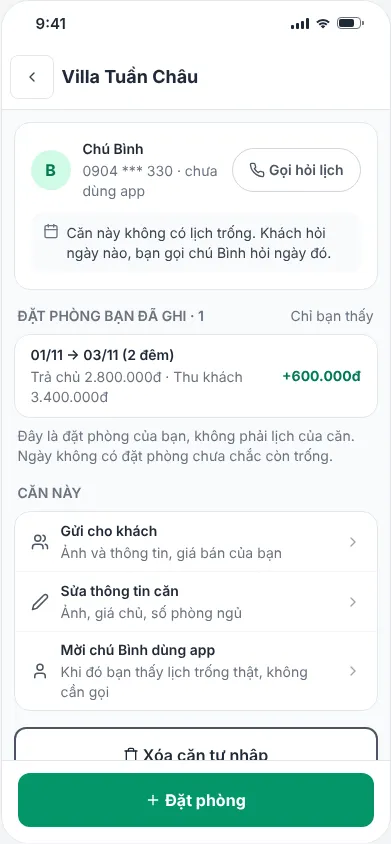 9:41
Villa Tuần Châu
B
Chú Bình
0904 *** 330 · chưa
dùng app
Gọi hỏi lịch
Căn này không có lịch trống. Khách hỏi
ngày nào, bạn gọi chú Bình hỏi ngày đó.
ĐẶT PHÒNG BẠN ĐÃ GHI · 1
Chỉ bạn thấy
01/11 → 03/11 (2 đêm)
Trả chủ 2.800.000đ · Thu khách
3.400.000đ
+600.000đ
Đây là đặt phòng của bạn, không phải lịch của căn.
Ngày không có đặt phòng chưa chắc còn trống.
CĂN NÀY
Gửi cho khách
Ảnh và thông tin, giá bán của bạn
Sửa thông tin căn
Ảnh, giá chủ, số phòng ngủ
Mời chú Bình dùng app
Khi đó bạn thấy lịch trống thật, không
cần gọi
Xóa căn tự nhập
+ Đặt phòng